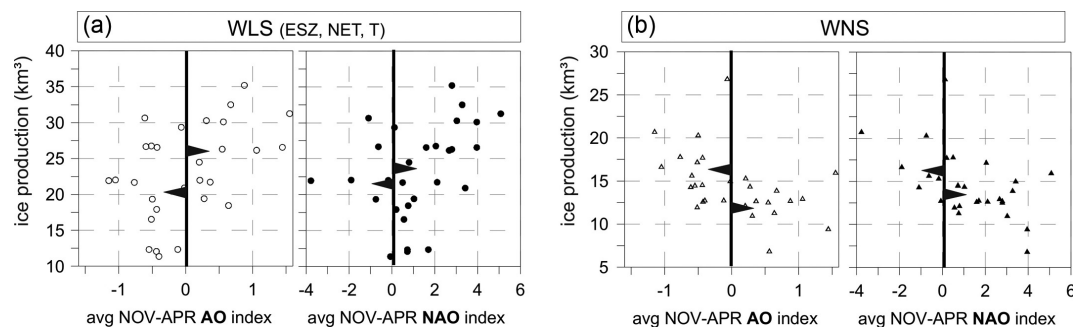 (a) WLS (ESZ, NET, T)
ice production (km³)
40
35
30
25
20
15
10
-1 0 1
-4 -2 0 2 4 6
avg NOV-APR AO index
avg NOV-APR NAO index
(b) WNS
ice production (km³)
30
25
20
15
10
5
-1 0 1
-4 -2 0 2 4 6
avg NOV-APR AO index
avg NOV-APR NAO index